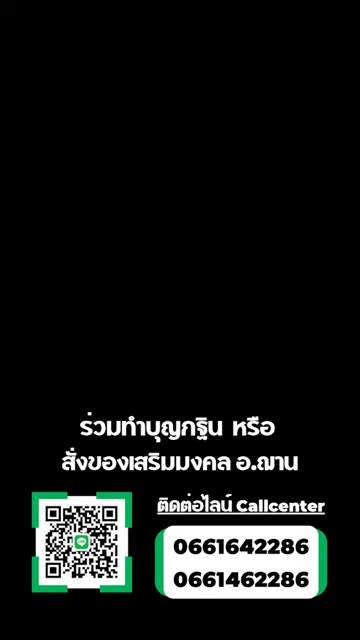 ร่วมทำบุญกฐิน หรือ
สั่งของเสริมมงคล อ.ฌาน
ติดต่อไลน์ Callcenter
0661642286
0661462286